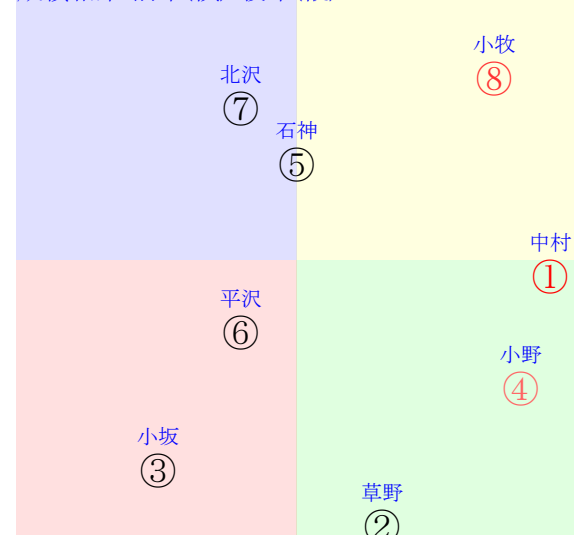 小牧
⑧
北沢
⑦
石神
⑤
中村
①
平沢
⑥
小野
④
小坂
③
草野
②